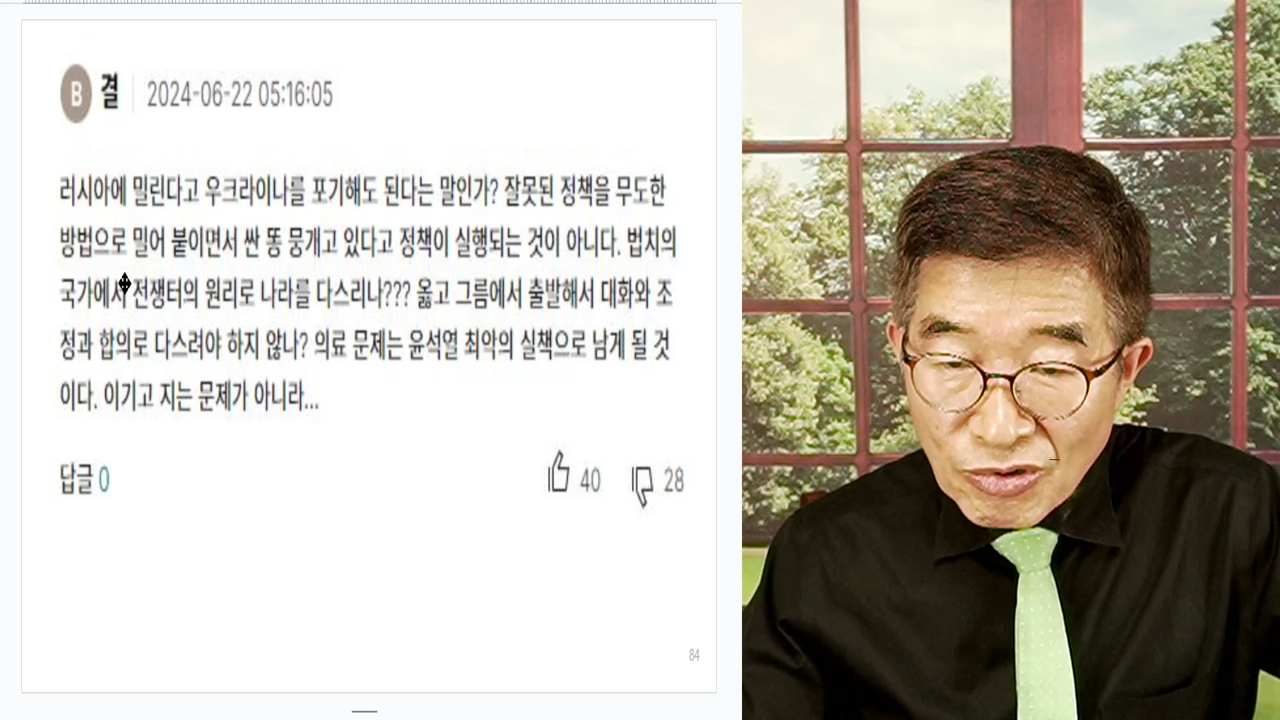 B 결 2024-06-22 05:16:05
러시아에 밀린다고 우크라이나를 포기해도 된다는 말인가? 잘못된 정책을 무도한
방법으로 밀어 붙이면서 싼 똥 뭉개고 있다고 정책이 실행되는 것이 아니다. 법치의
국가에서 전쟁터의 원리로 나라를 다스리나??? 옳고 그름에서 출발해서 대화와 조
정과 합의로 다스려야 하지 않나? 의료 문제는 윤석열 최악의 실책으로 남게 될 것
이다. 이기고 지는 문제가 아니라...
답글 0 40 28
84